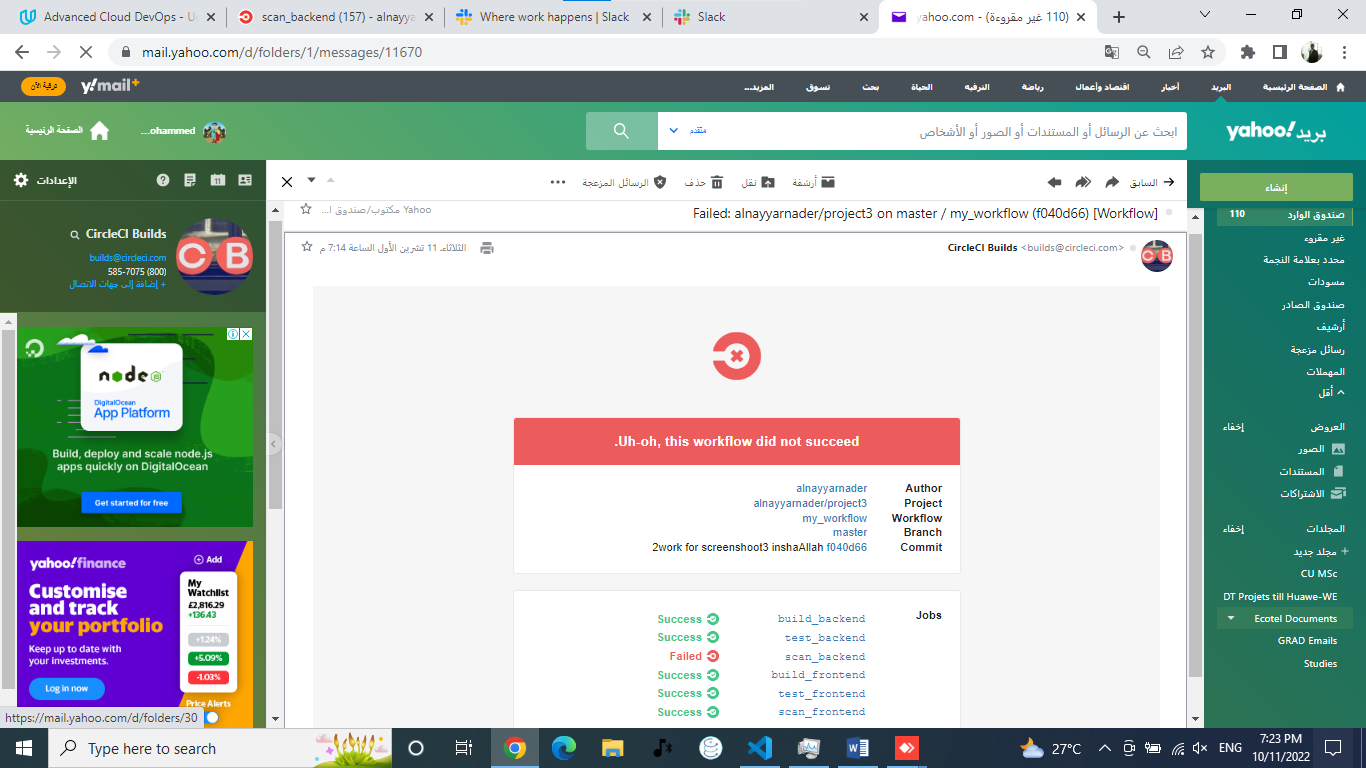 Advanced Cloud DevOps - Ud
scan_backend (157) - alnayya
Where work happens | Slack
Slack
(110 غير مقروءة) - yahoo.com
mail.yahoo.com/d/folders/1/messages/11670
الصفحة الرئيسية
البريد
أخبار
اقتصاد وأعمال
رياضة
الترفيه
الحياة
بحث
تسوق
المزيد...
y!mail+
ترقية الآن
بريد yahoo!
ابحث عن الرسائل أو المستندات أو الصور أو الأشخاص
متقدم
ohammed...
الصفحة الرئيسية
إنشاء
السابق
أرشفة
نقل
حذف
الرسائل المزعجة
•••
الإعدادات
11
صندوق الوارد 110
غير مقروء
محدد بعلامة النجمة
مسودات
صندوق الصادر
أرشيف
رسائل مزعجة
المهملات
أقل
العروض إخفاء
الصور
المستندات
الاشتراكات
المجلدات إخفاء
+ مجلد جديد
CU MSc
DT Projets till Huawe-WE
Ecotel Documents
GRAD Emails
Studies
Failed: alnayyarnader/project3 on master / my_workflow (f040d66) [Workflow]
Yahoo مكتوب/صندوق ا...
CircleCI Builds <builds@circleci.com>
الثلاثاء، 11 تشرين الأول الساعة 7:14 م
CB
.Uh-oh, this workflow did not succeed
alnayyarnader Author
alnayyarnader/project3 Project
my_workflow Workflow
master Branch
2work for screenshoot3 inshaAllah f040d66 Commit
Jobs
Success build_backend
Success test_backend
Failed scan_backend
Success build_frontend
Success test_frontend
Success scan_frontend
CircleCI Builds
builds@circleci.com
585-7075 (800)
+ إضافة إلى جهات الاتصال
CB
node
DigitalOcean
App Platform
Build, deploy and scale node.js
apps quickly on DigitalOcean
Get started for free
yahoo!finance
Customise
and track
your portfolio
Keep up to date with
your investments.
Log in now
Add
My
Watchlist
£2,816.29
+136.43
+1.24%
+5.09%
-1.03%
Price Alerts
https://mail.yahoo.com/d/folders/30
Type here to search
27°C
ENG
7:23 PM
10/11/2022